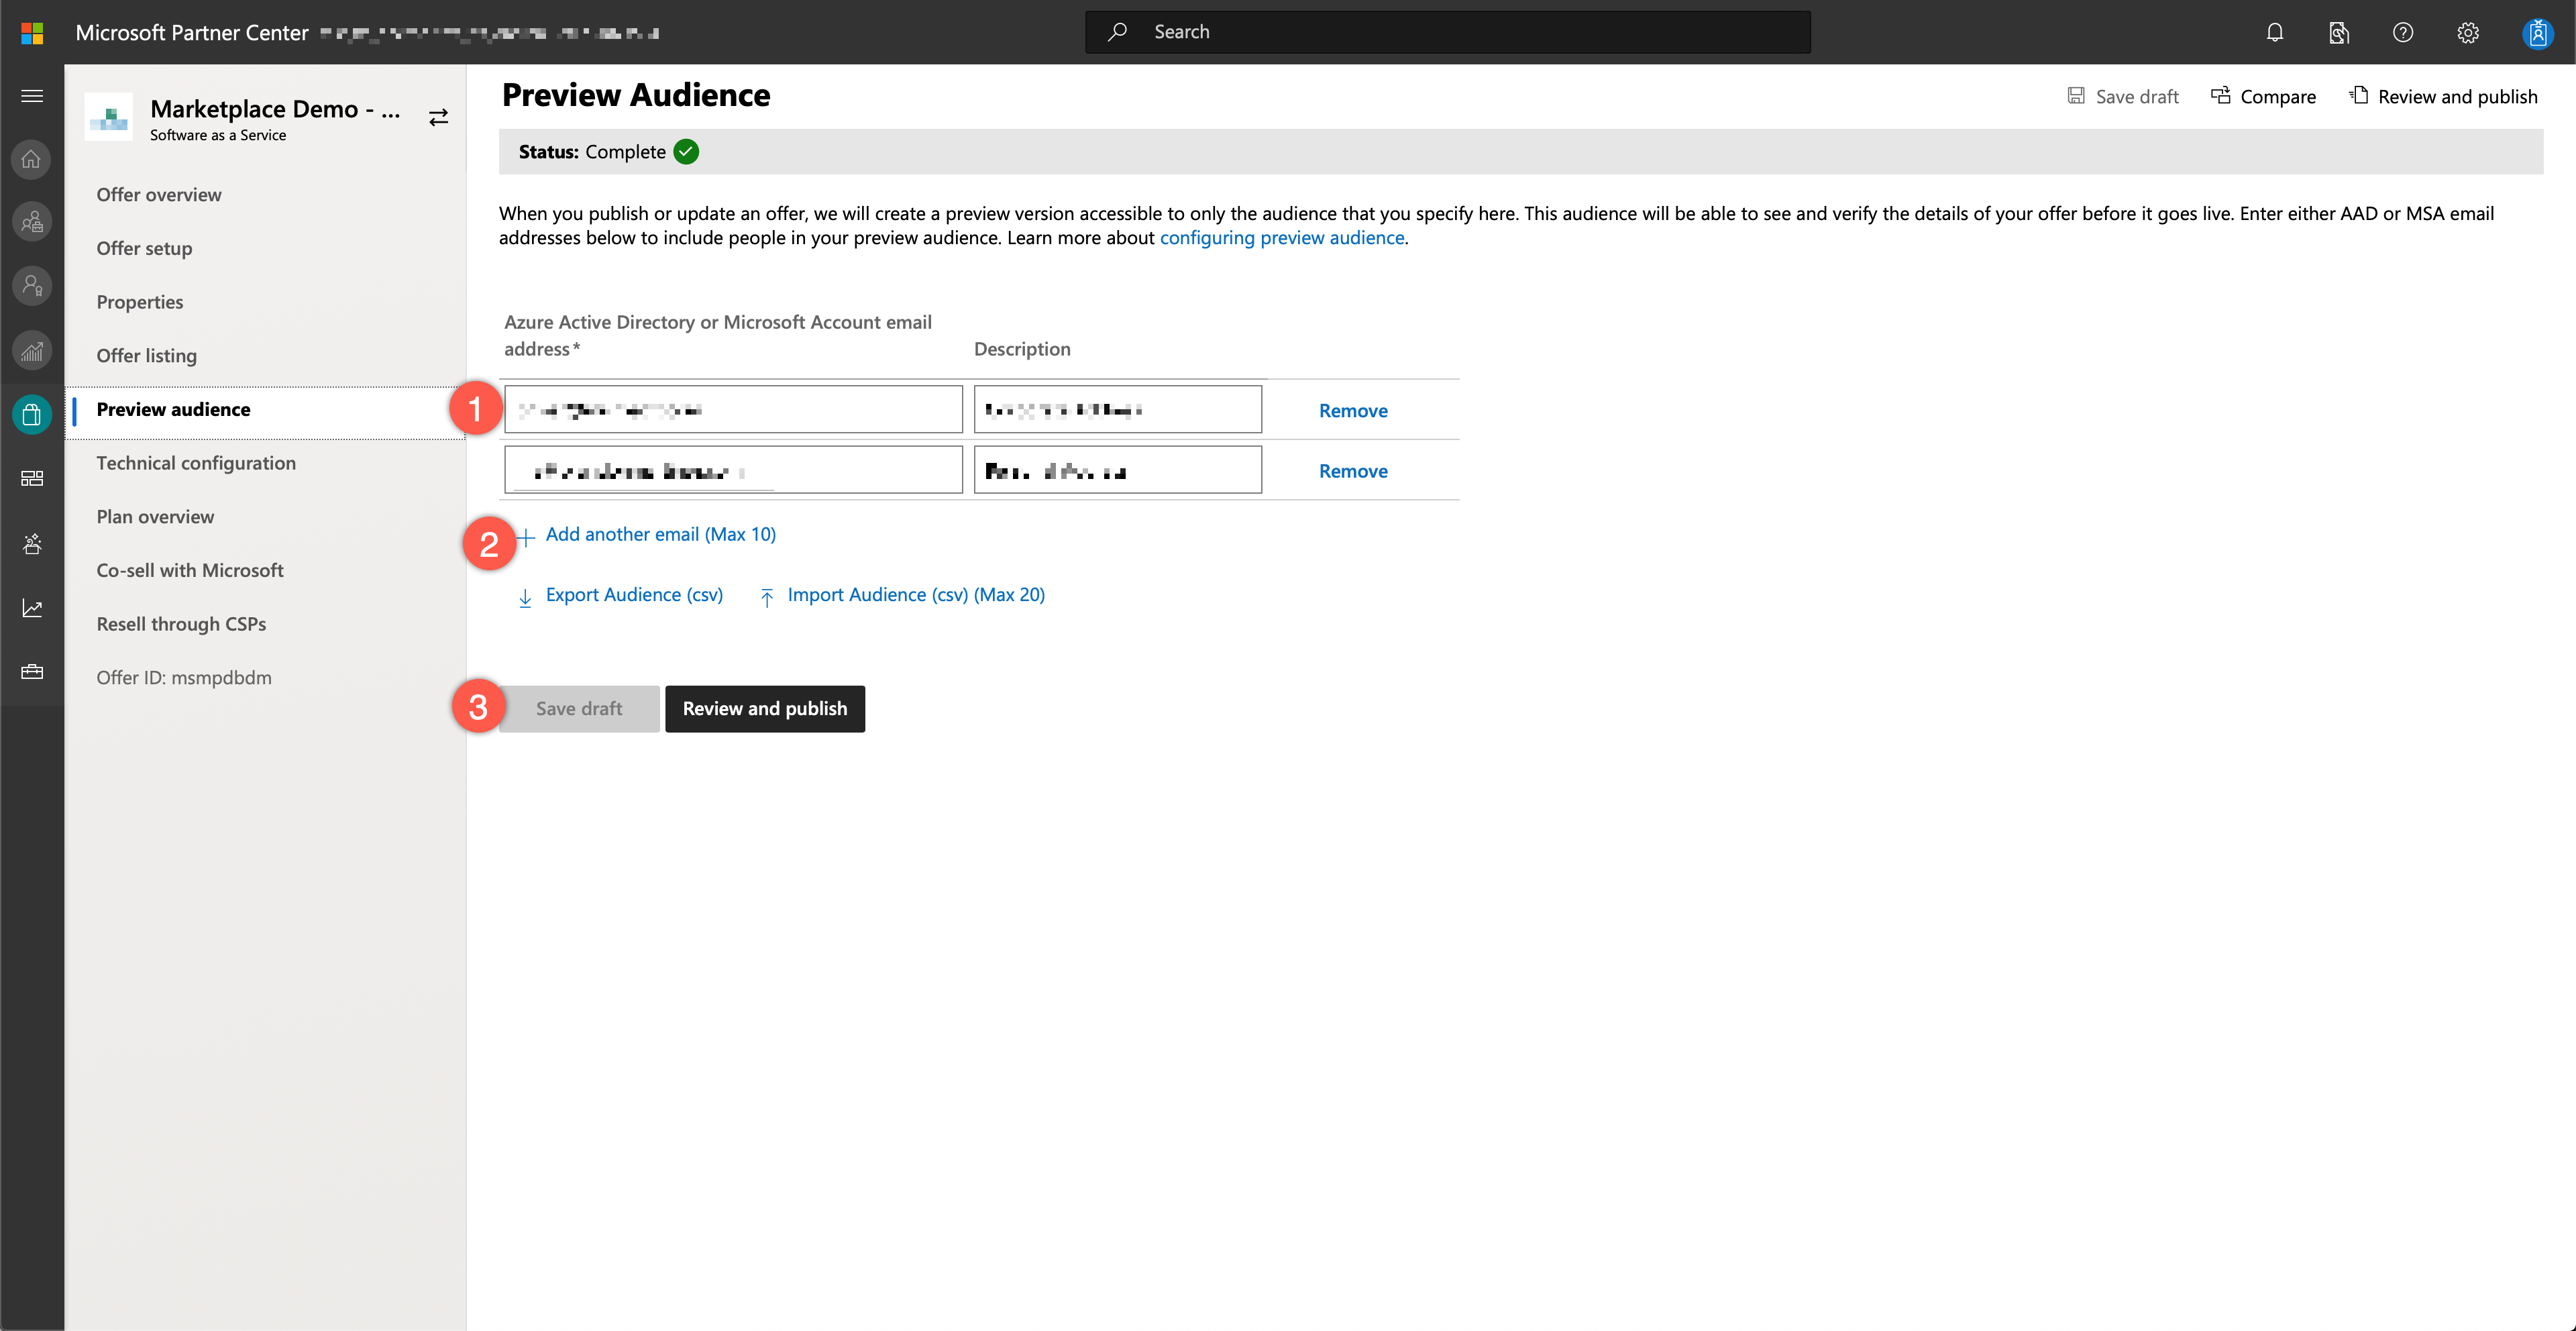 Microsoft Partner Center
Search
Marketplace Demo - ...
Software as a Service
Offer overview
Offer setup
Properties
Offer listing
Preview audience
Technical configuration
Plan overview
Co-sell with Microsoft
Resell through CSPs
Offer ID: msmpdbdm
Preview Audience
Save draft
Compare
Review and publish
Status: Complete
When you publish or update an offer, we will create a preview version accessible to only the audience that you specify here. This audience will be able to see and verify the details of your offer before it goes live. Enter either AAD or MSA email
addresses below to include people in your preview audience. Learn more about configuring preview audience.
Azure Active Directory or Microsoft Account email
address*
Description
1
Remove
Remove
2
Add another email (Max 10)
Export Audience (csv)
Import Audience (csv) (Max 20)
3
Save draft
Review and publish